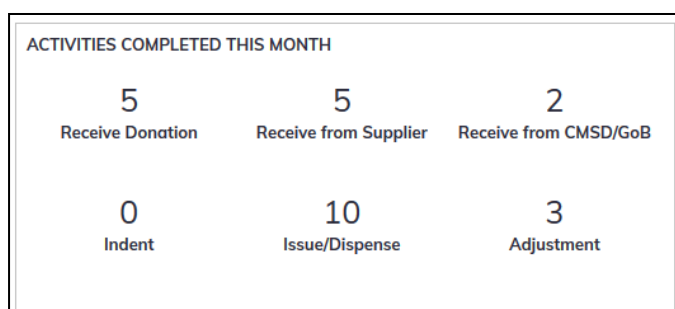 ACTIVITIES COMPLETED THIS MONTH
5 5 2
Receive Donation Receive from Supplier Receive from CMSD/GoB
0 10 3
Indent Issue/Dispense Adjustment